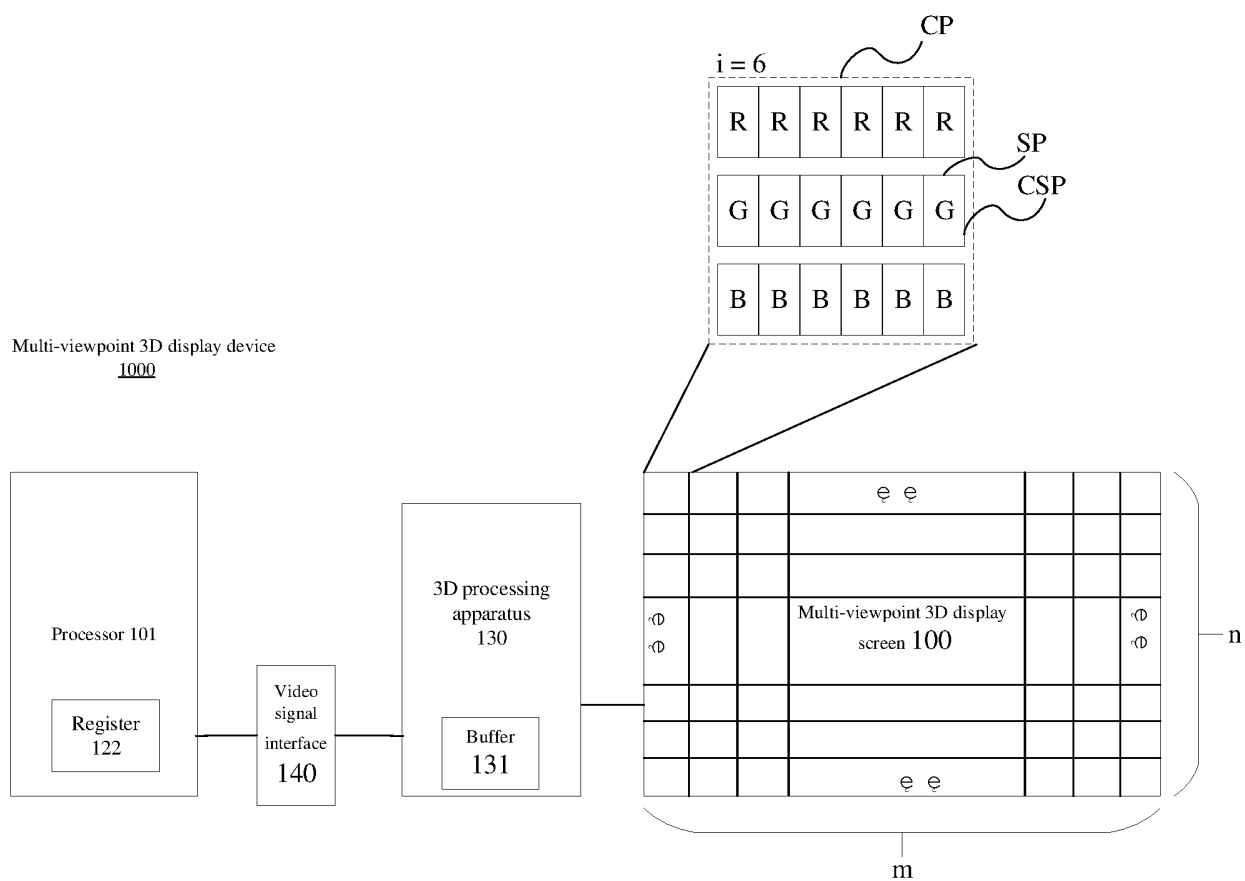 CP
i = 6
R R R R R R
SP
CSP
G G G G G G
B B B B B B
Multi-viewpoint 3D display device
1000
Processor 101
Register
122
Video
signal
interface
140
3D processing
apparatus
130
Buffer
131
Multi-viewpoint 3D display
screen 100
n
m